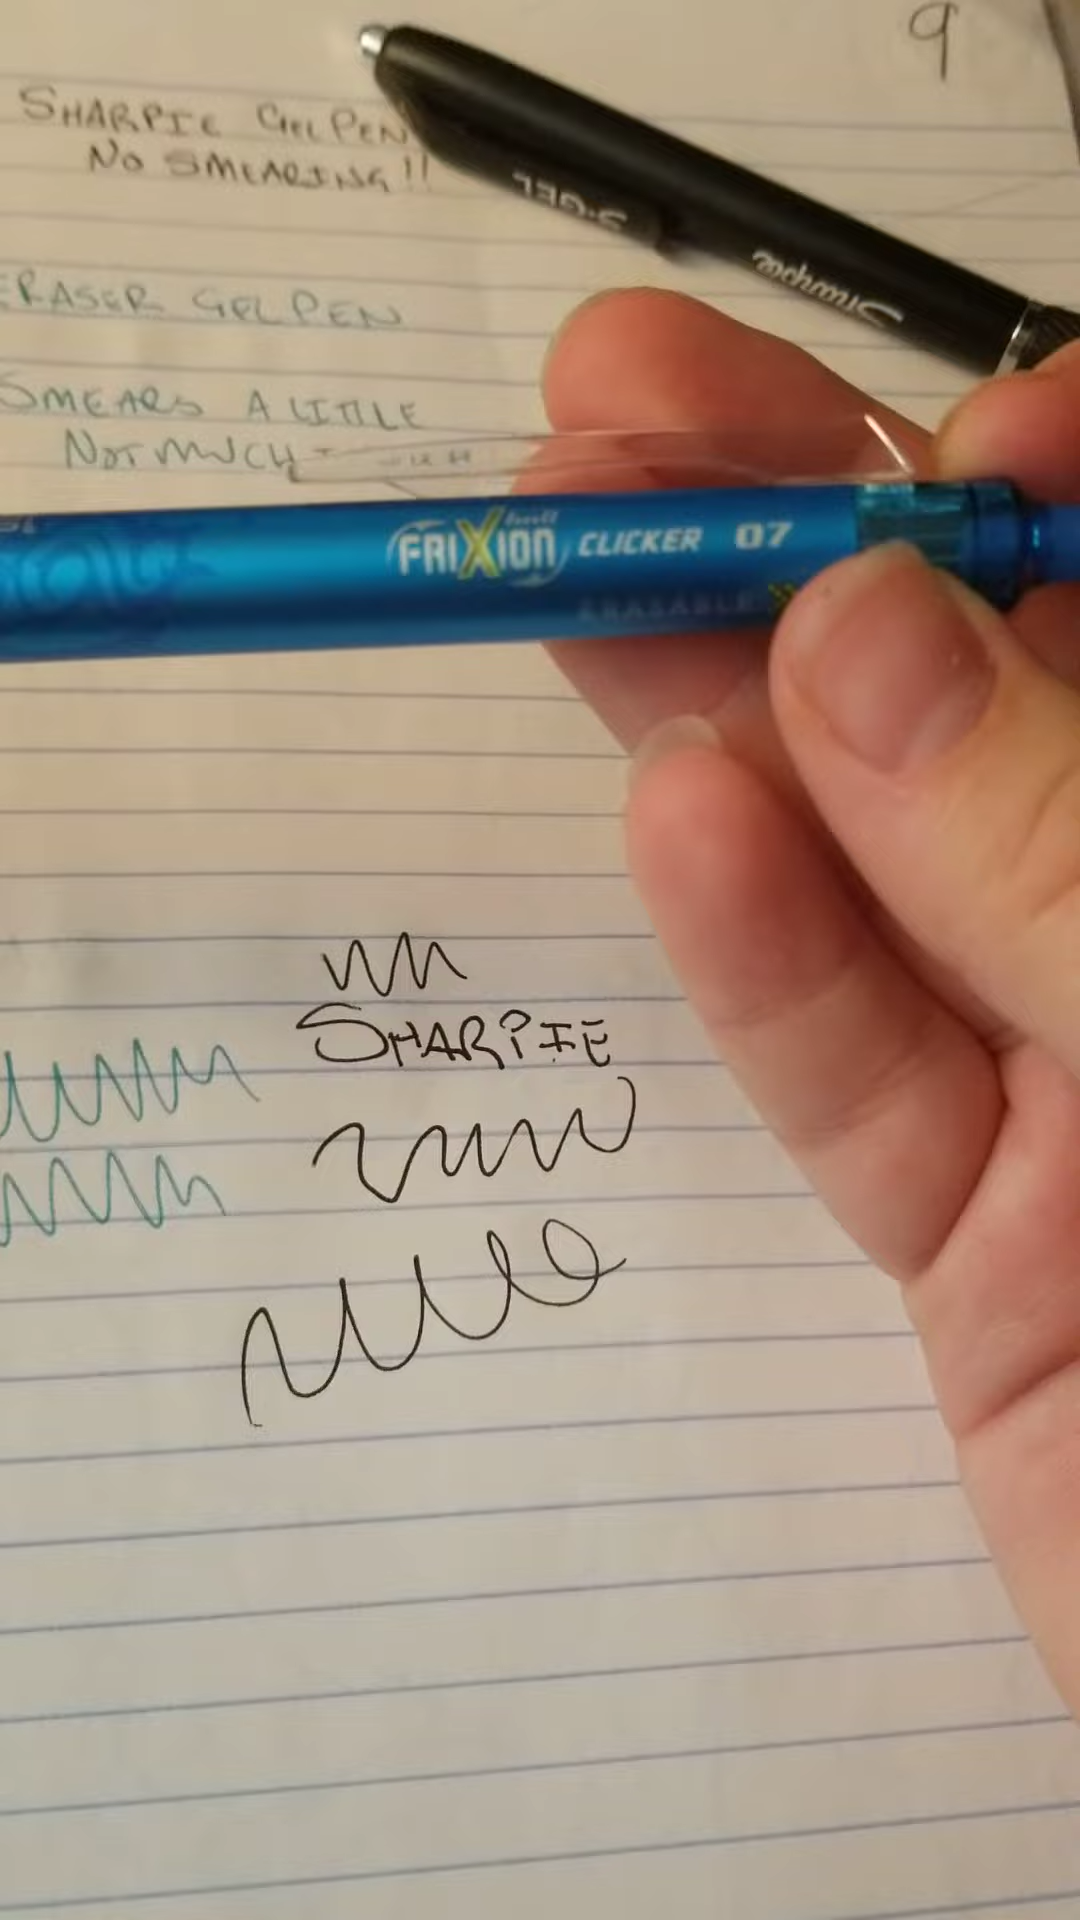 9
SHARPIE GEL PEN
NO SMEARING!!
S·GEL
Sharpie
ERASER GEL PEN
SMEARS A LITTLE
NOT MUCH-
FRIXION ball CLICKER 07
ERASABLE
SHARPIE